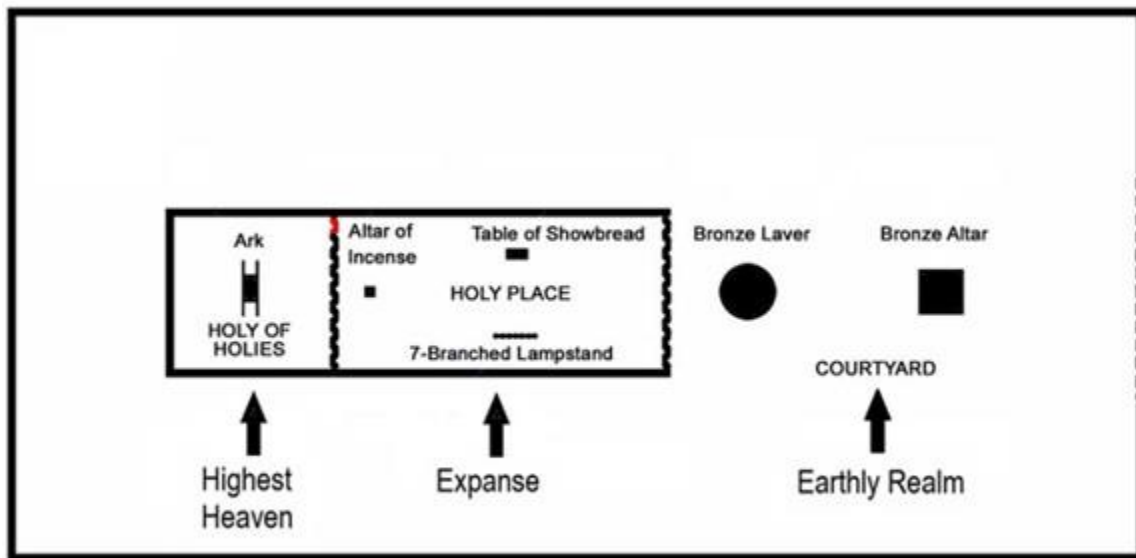 Ark
Altar of
Incense
Table of Showbread
Bronze Laver
Bronze Altar
HOLY PLACE
HOLY OF
HOLIES
7-Branched Lampstand
COURTYARD
Highest
Heaven
Expanse
Earthly Realm